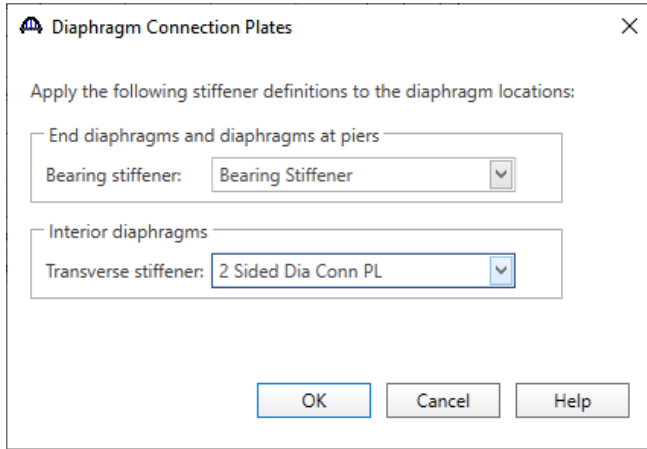 Diaphragm Connection Plates
Apply the following stiffener definitions to the diaphragm locations:
End diaphragms and diaphragms at piers
Bearing stiffener: Bearing Stiffener
Interior diaphragms
Transverse stiffener: 2 Sided Dia Conn PL
OK Cancel Help